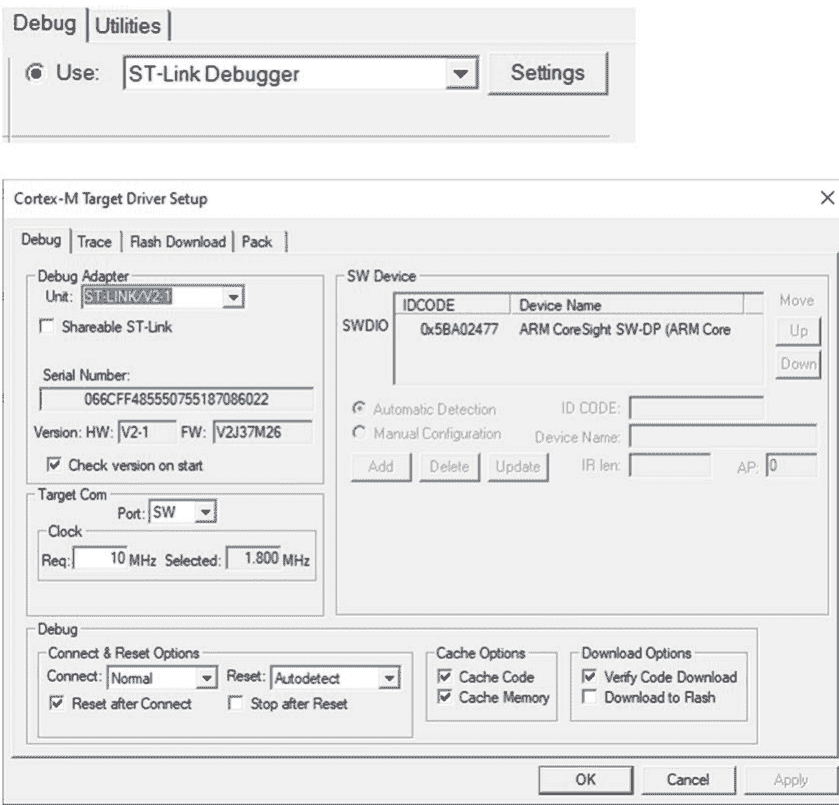 Debug Utilities
Use: ST-Link Debugger Settings
Cortex-M Target Driver Setup
Debug Trace Flash Download Pack
Debug Adapter
Unit: ST-LINK/V2-1
Shareable ST-Link
Serial Number:
066CFF485550755187086022
Version: HW: V2-1 FW: V2J37M26
Check version on start
Target Com
Port: SW
Clock
Req: 10 MHz Selected: 1.800 MHz
SW Device
IDCODE Device Name Move
SWDIO 0x5BA02477 ARM CoreSight SW-DP (ARM Core Up
Down
Automatic Detection ID CODE:
Manual Configuration Device Name:
Add Delete Update IR len: AP: 0
Debug
Connect & Reset Options
Connect: Normal Reset: Autodetect
Reset after Connect Stop after Reset
Cache Options
Cache Code
Cache Memory
Download Options
Verify Code Download
Download to Flash
OK Cancel Apply